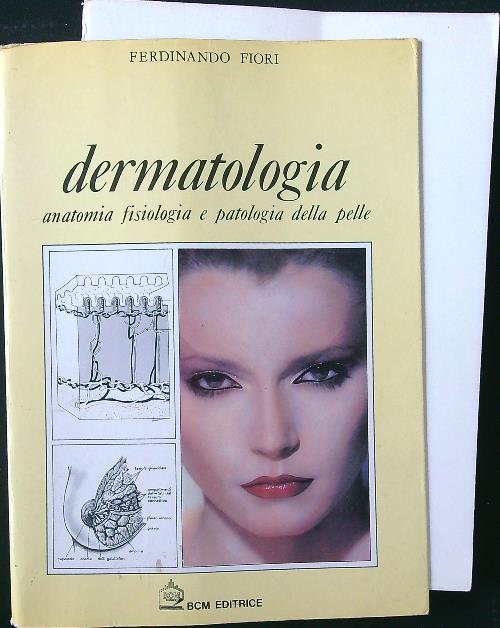 FERDINANDO FIORI
dermatologia
anatomia fisiologia e patologia della pelle
BCM EDITRICE